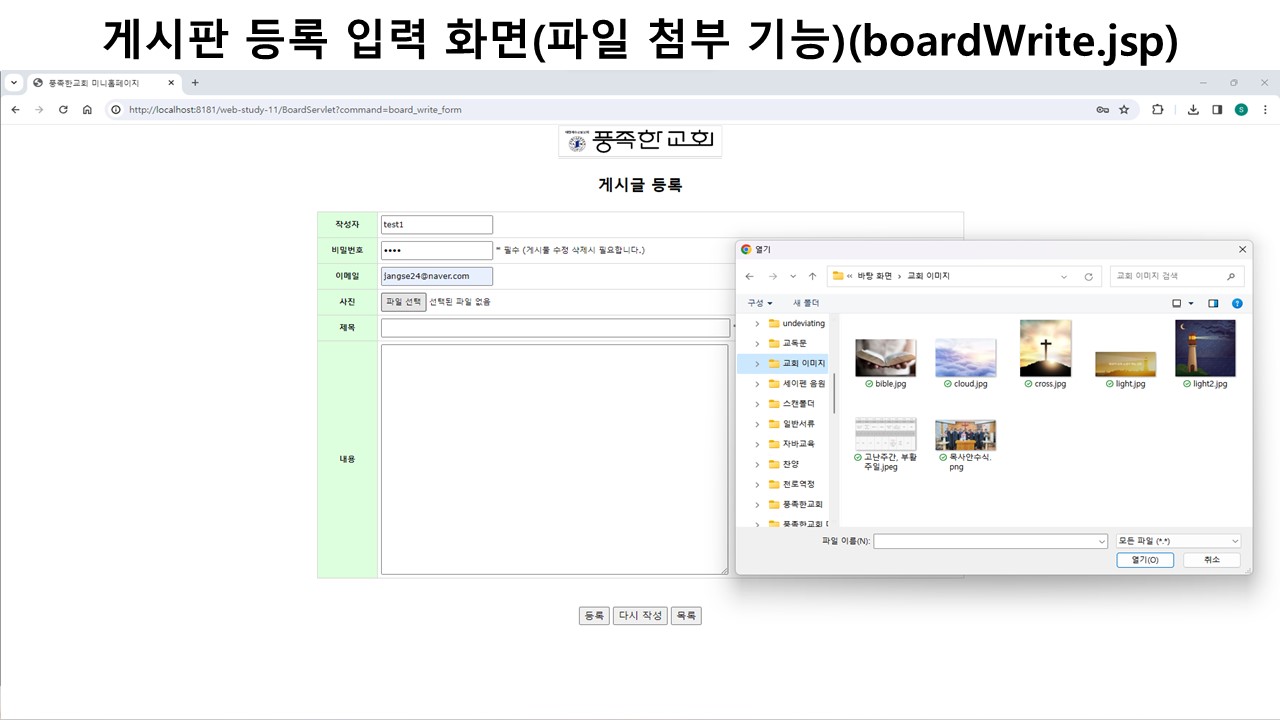 게시판 등록 입력 화면(파일 첨부 기능)(boardWrite.jsp)
풍족한교회 미니홈페이지
http://localhost:8181/web-study-11/BoardServlet?command=board_write_form
S
풍족한교회
게시글 등록
작성자 test1
비밀번호 •••• * 필수 (게시물 수정 삭제시 필요합니다.)
이메일 jangse24@naver.com
사진 파일 선택 선택된 파일 없음
제목
내용
등록 다시 작성 목록
열기
« 바탕 화면 › 교회 이미지
교회 이미지 검색
구성 새 폴더
undeviating
교독문
교회 이미지
세이펜 음원
스캔폴더
일반서류
자바교육
찬양
천로역정
풍족한교회
풍족한교회
bible.jpg cloud.jpg cross.jpg light.jpg light2.jpg
고난주간, 부활
주일.jpeg
목사안수식.
png
파일 이름(N):
모든 파일 (*.*)
열기(O) 취소